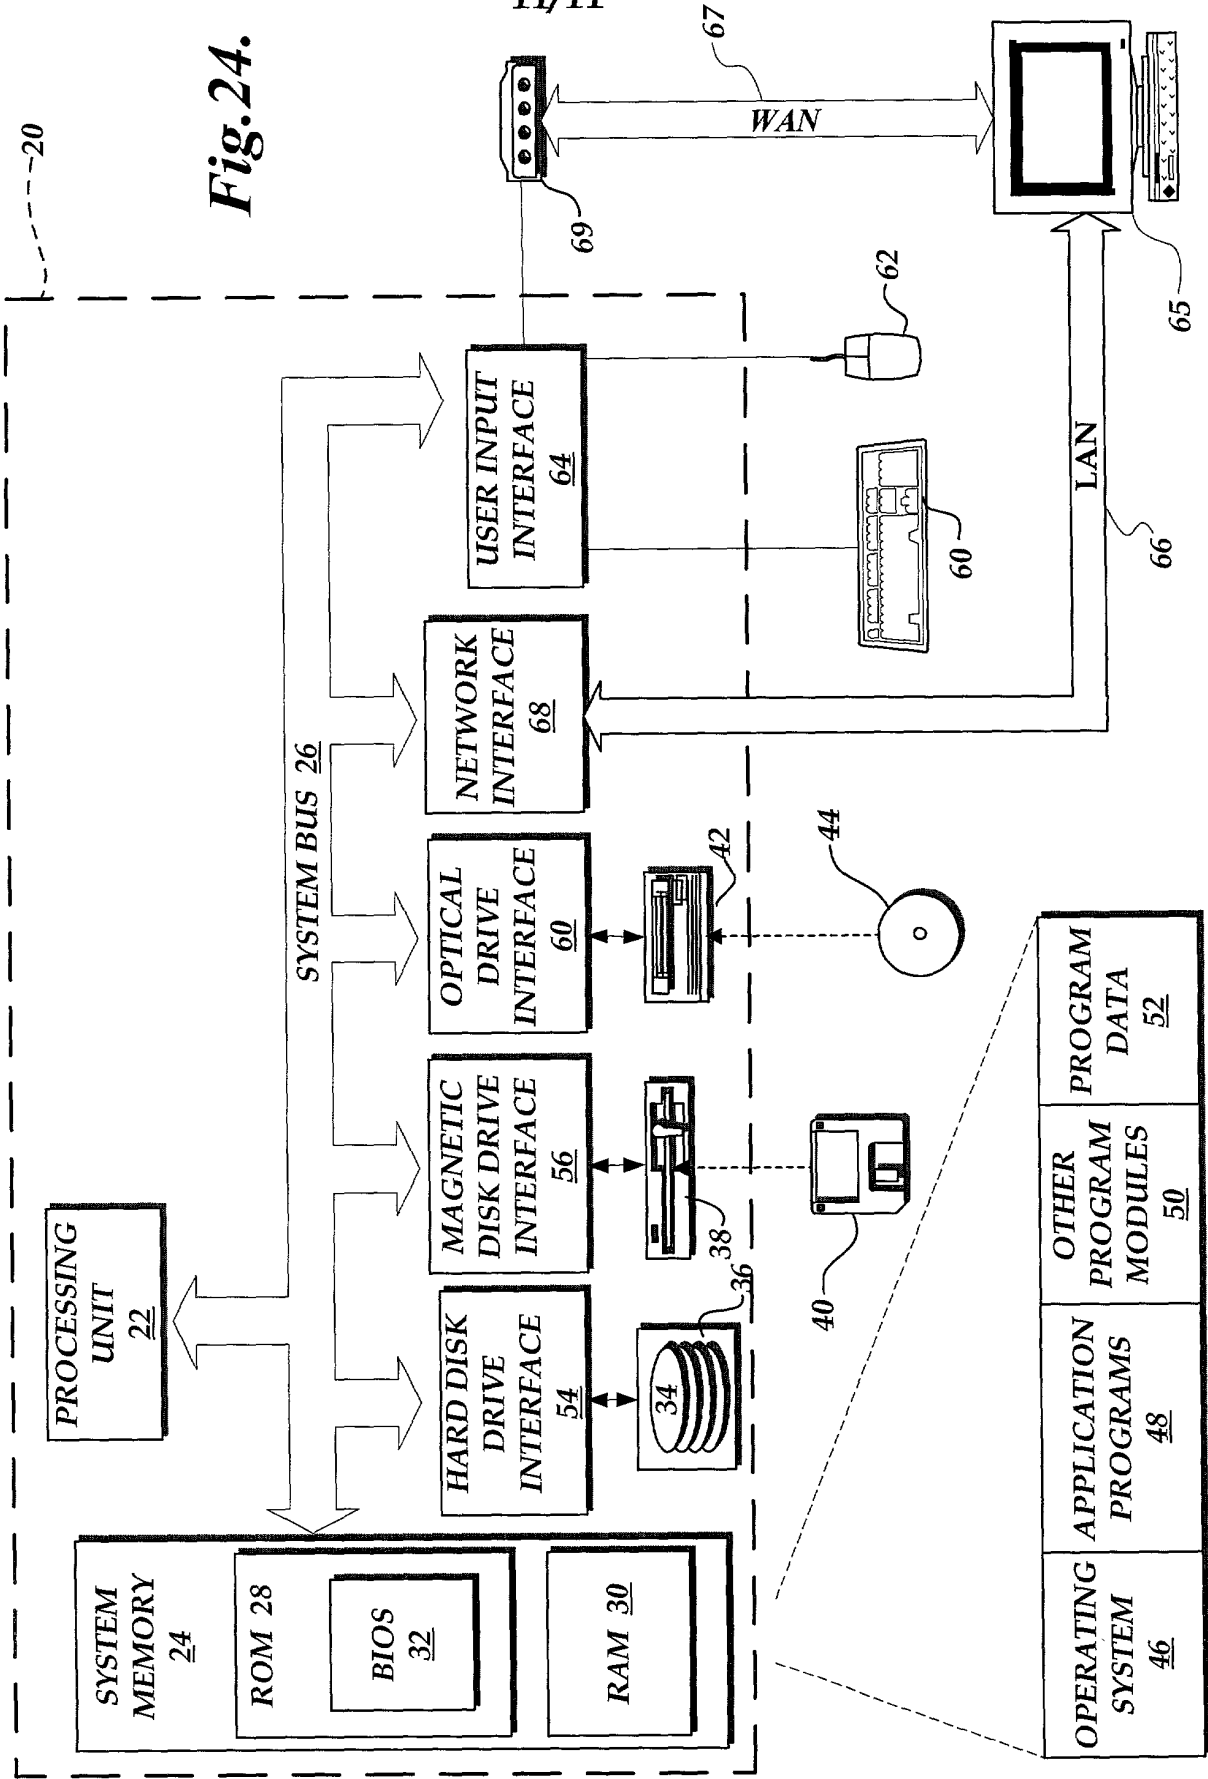 11/11
Fig.24.
20
PROCESSING
UNIT
22
SYSTEM
MEMORY
24
ROM 28
BIOS
32
RAM 30
SYSTEM BUS 26
HARD DISK
DRIVE
INTERFACE
54
MAGNETIC
DISK DRIVE
INTERFACE
56
OPTICAL
DRIVE
INTERFACE
60
NETWORK
INTERFACE
68
USER INPUT
INTERFACE
64
34
36
38
42
40
44
60
62
69
WAN
67
LAN
66
65
OPERATING
SYSTEM
46
APPLICATION
PROGRAMS
48
OTHER
PROGRAM
MODULES
50
PROGRAM
DATA
52